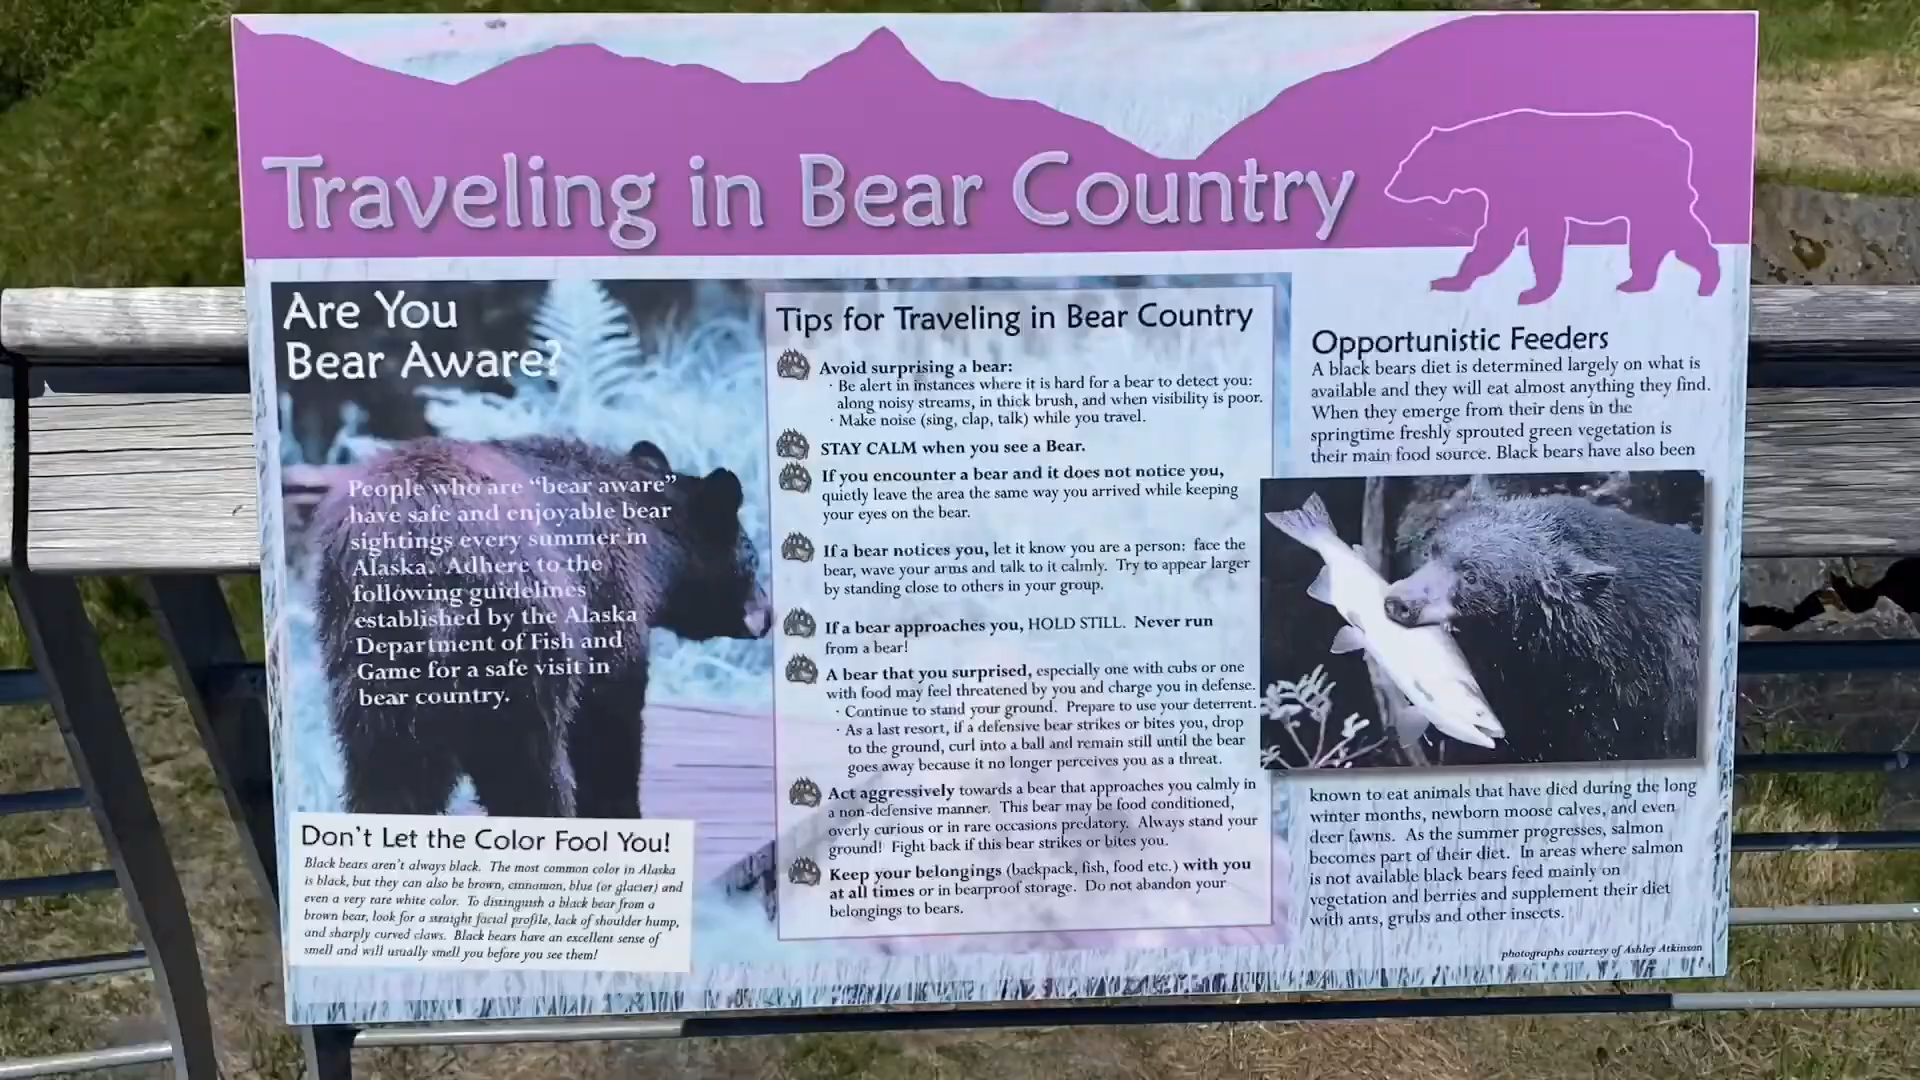 Traveling in Bear Country
Are You
Bear Aware?
People who are “bear aware”
have safe and enjoyable bear
sightings every summer in
Alaska. Adhere to the
following guidelines
established by the Alaska
Department of Fish and
Game for a safe visit in
bear country.
Don't Let the Color Fool You!
Black bears aren't always black. The most common color in Alaska
is black, but they can also be brown, cinnamon, blue (or glacier) and
even a very rare white color. To distinguish a black bear from a
brown bear, look for a straight facial profile, lack of shoulder hump,
and sharply curved claws. Black bears have an excellent sense of
smell and will usually smell you before you see them!
Tips for Traveling in Bear Country
Avoid surprising a bear:
· Be alert in instances where it is hard for a bear to detect you:
along noisy streams, in thick brush, and when visibility is poor.
· Make noise (sing, clap, talk) while you travel.
STAY CALM when you see a Bear.
If you encounter a bear and it does not notice you,
quietly leave the area the same way you arrived while keeping
your eyes on the bear.
If a bear notices you, let it know you are a person: face the
bear, wave your arms and talk to it calmly. Try to appear larger
by standing close to others in your group.
If a bear approaches you, HOLD STILL. Never run
from a bear!
A bear that you surprised, especially one with cubs or one
with food may feel threatened by you and charge you in defense.
· Continue to stand your ground. Prepare to use your deterrent.
· As a last resort, if a defensive bear strikes or bites you, drop
to the ground, curl into a ball and remain still until the bear
goes away because it no longer perceives you as a threat.
Act aggressively towards a bear that approaches you calmly in
a non-defensive manner. This bear may be food conditioned,
overly curious or in rare occasions predatory. Always stand your
ground! Fight back if this bear strikes or bites you.
Keep your belongings (backpack, fish, food etc.) with you
at all times or in bearproof storage. Do not abandon your
belongings to bears.
Opportunistic Feeders
A black bears diet is determined largely on what is
available and they will eat almost anything they find.
When they emerge from their dens in the
springtime freshly sprouted green vegetation is
their main food source. Black bears have also been
known to eat animals that have died during the long
winter months, newborn moose calves, and even
deer fawns. As the summer progresses, salmon
becomes part of their diet. In areas where salmon
is not available black bears feed mainly on
vegetation and berries and supplement their diet
with ants, grubs and other insects.
photographs courtesy of Ashley Atkinson